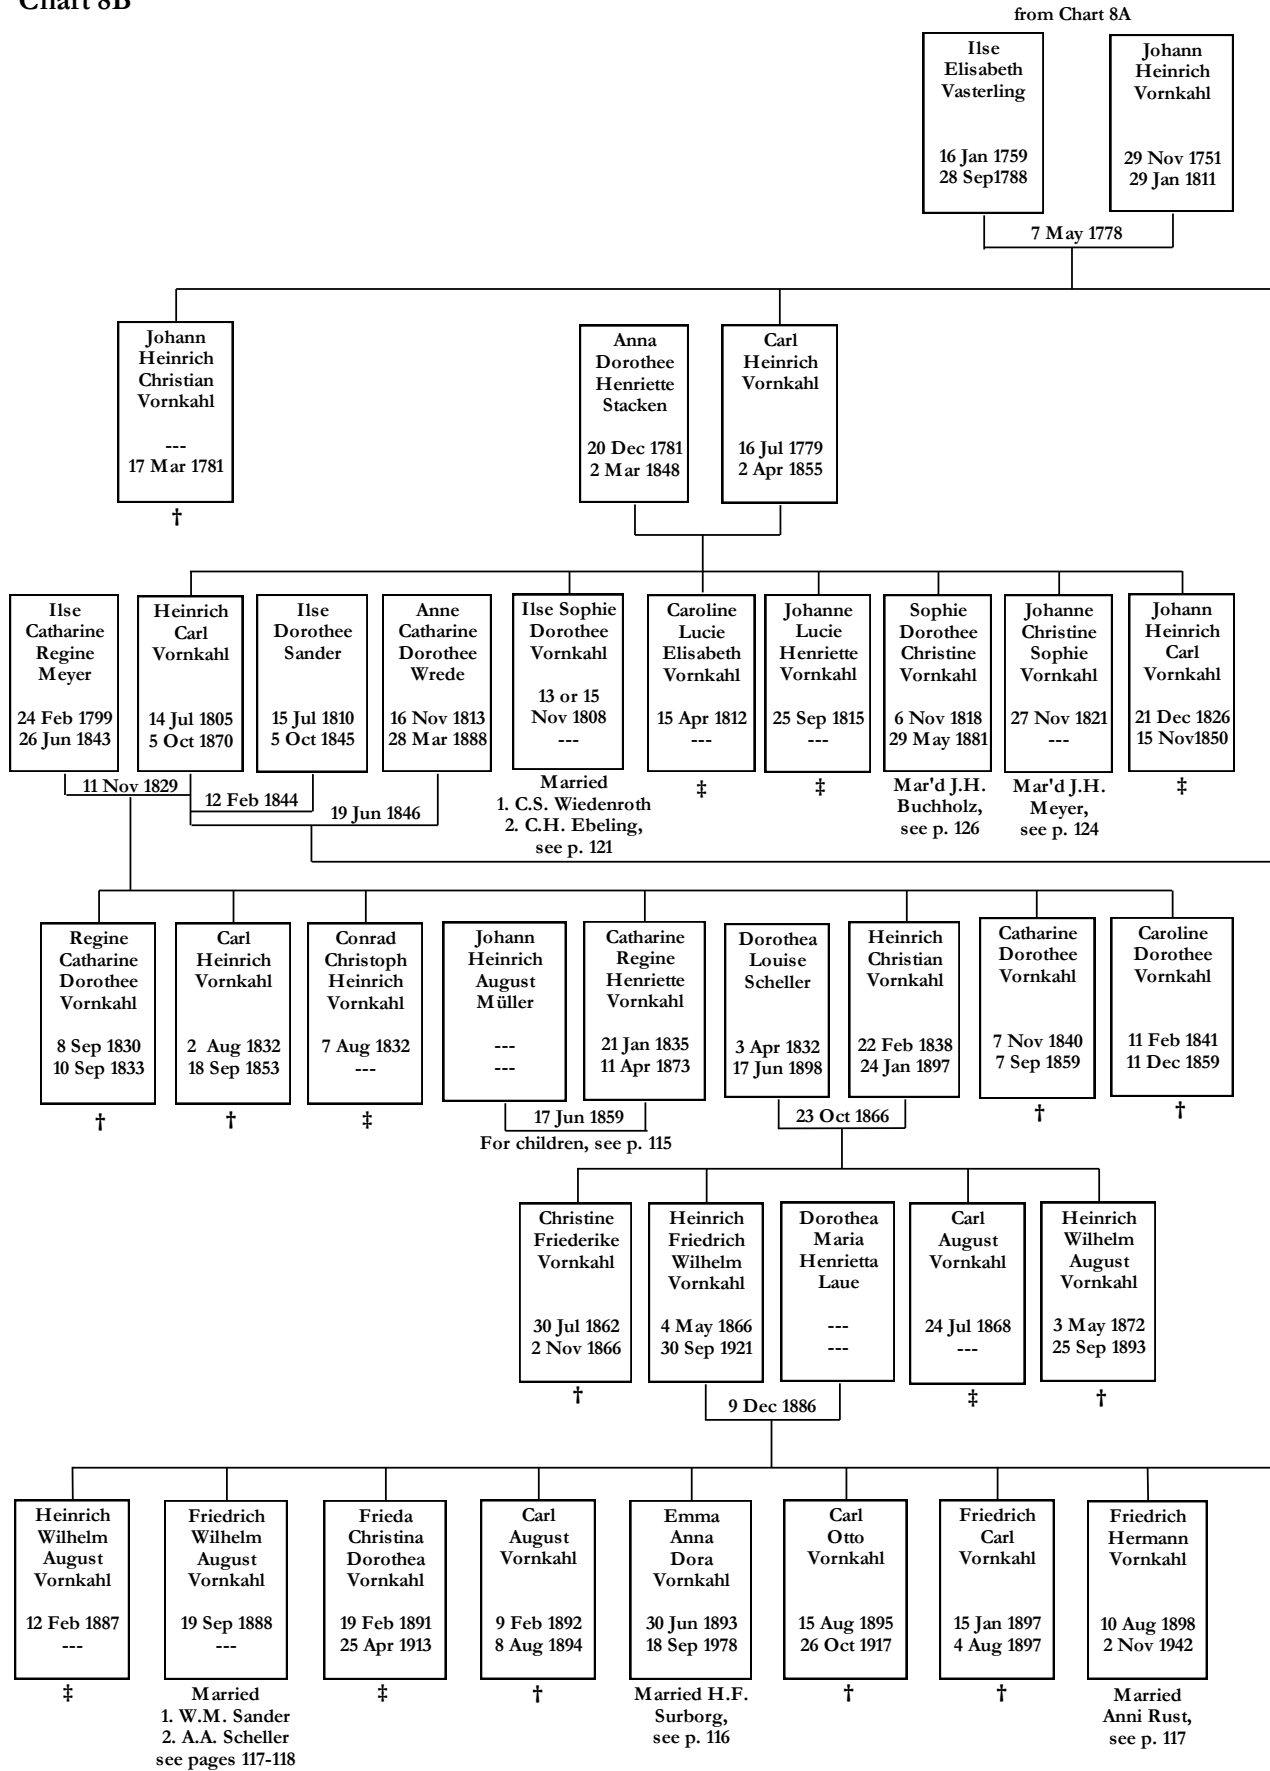 Chart 8B
from Chart 8A
Ilse
Elisabeth
Vasterling
16 Jan 1759
28 Sep1788
Johann
Heinrich
Vornkahl
29 Nov 1751
29 Jan 1811
7 May 1778
Johann
Heinrich
Christian
Vornkahl
---
17 Mar 1781
†
Anna
Dorothee
Henriette
Stacken
20 Dec 1781
2 Mar 1848
Carl
Heinrich
Vornkahl
16 Jul 1779
2 Apr 1855
Ilse
Catharine
Regine
Meyer
24 Feb 1799
26 Jun 1843
Heinrich
Carl
Vornkahl
14 Jul 1805
5 Oct 1870
Ilse
Dorothee
Sander
15 Jul 1810
5 Oct 1845
Anne
Catharine
Dorothee
Wrede
16 Nov 1813
28 Mar 1888
Ilse Sophie
Dorothee
Vornkahl
13 or 15
Nov 1808
---
Married
1. C.S. Wiedenroth
2. C.H. Ebeling,
see p. 121
Caroline
Lucie
Elisabeth
Vornkahl
15 Apr 1812
---
‡
Johanne
Lucie
Henriette
Vornkahl
25 Sep 1815
---
‡
Sophie
Dorothee
Christine
Vornkahl
6 Nov 1818
29 May 1881
Mar'd J.H.
Buchholz,
see p. 126
Johanne
Christine
Sophie
Vornkahl
27 Nov 1821
---
Mar'd J.H.
Meyer,
see p. 124
Johann
Heinrich
Carl
Vornkahl
21 Dec 1826
15 Nov1850
‡
11 Nov 1829
12 Feb 1844
19 Jun 1846
Regine
Catharine
Dorothee
Vornkahl
8 Sep 1830
10 Sep 1833
†
Carl
Heinrich
Vornkahl
2 Aug 1832
18 Sep 1853
†
Conrad
Christoph
Heinrich
Vornkahl
7 Aug 1832
---
‡
Johann
Heinrich
August
Müller
---
---
Catharine
Regine
Henriette
Vornkahl
21 Jan 1835
11 Apr 1873
17 Jun 1859
For children, see p. 115
Dorothea
Louise
Scheller
3 Apr 1832
17 Jun 1898
Heinrich
Christian
Vornkahl
22 Feb 1838
24 Jan 1897
23 Oct 1866
Catharine
Dorothee
Vornkahl
7 Nov 1840
7 Sep 1859
†
Caroline
Dorothee
Vornkahl
11 Feb 1841
11 Dec 1859
†
Christine
Friederike
Vornkahl
30 Jul 1862
2 Nov 1866
†
Heinrich
Friedrich
Wilhelm
Vornkahl
4 May 1866
30 Sep 1921
Dorothea
Maria
Henrietta
Laue
---
---
9 Dec 1886
Carl
August
Vornkahl
24 Jul 1868
---
‡
Heinrich
Wilhelm
August
Vornkahl
3 May 1872
25 Sep 1893
†
Heinrich
Wilhelm
August
Vornkahl
12 Feb 1887
---
‡
Friedrich
Wilhelm
August
Vornkahl
19 Sep 1888
---
Married
1. W.M. Sander
2. A.A. Scheller
see pages 117-118
Frieda
Christina
Dorothea
Vornkahl
19 Feb 1891
25 Apr 1913
‡
Carl
August
Vornkahl
9 Feb 1892
8 Aug 1894
†
Emma
Anna
Dora
Vornkahl
30 Jun 1893
18 Sep 1978
Married H.F.
Surborg,
see p. 116
Carl
Otto
Vornkahl
15 Aug 1895
26 Oct 1917
†
Friedrich
Carl
Vornkahl
15 Jan 1897
4 Aug 1897
†
Friedrich
Hermann
Vornkahl
10 Aug 1898
2 Nov 1942
Married
Anni Rust,
see p. 117